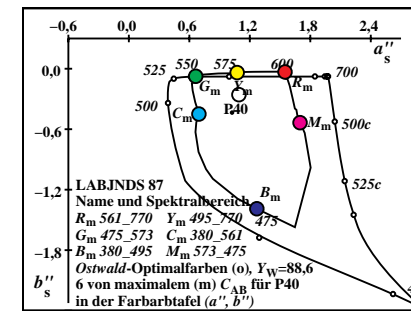 −0,6 0,0 0,6 1,2 1,8 2,4
a"s
0,0
−0,6
−1,2
−1,8
b"s
525 550 575 600 700
500
Gm Ym Rm
P40
Cm Mm 500c
525c
Bm
475
LABJNDS 87
Name und Spektralbereich
Rm 561_770 Ym 495_770
Gm 475_573 Cm 380_561
Bm 380_495 Mm 573_475
Ostwald-Optimalfarben (o), YW=88,6
6 von maximalem (m) CAB für P40
in der Farbarbtafel (a", b")